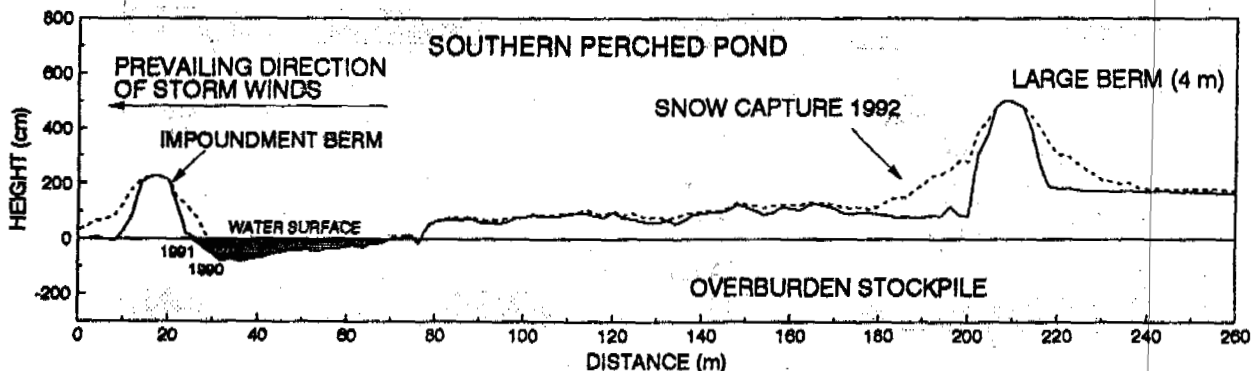 SOUTHERN PERCHED POND
PREVAILING DIRECTION
OF STORM WINDS
IMPOUNDMENT BERM
LARGE BERM (4 m)
SNOW CAPTURE 1992
WATER SURFACE
1991
1990
OVERBURDEN STOCKPILE
HEIGHT (cm)
800
600
400
200
0
-200
0 20 40 60 80 100 120 140 160 180 200 220 240 260
DISTANCE (m)